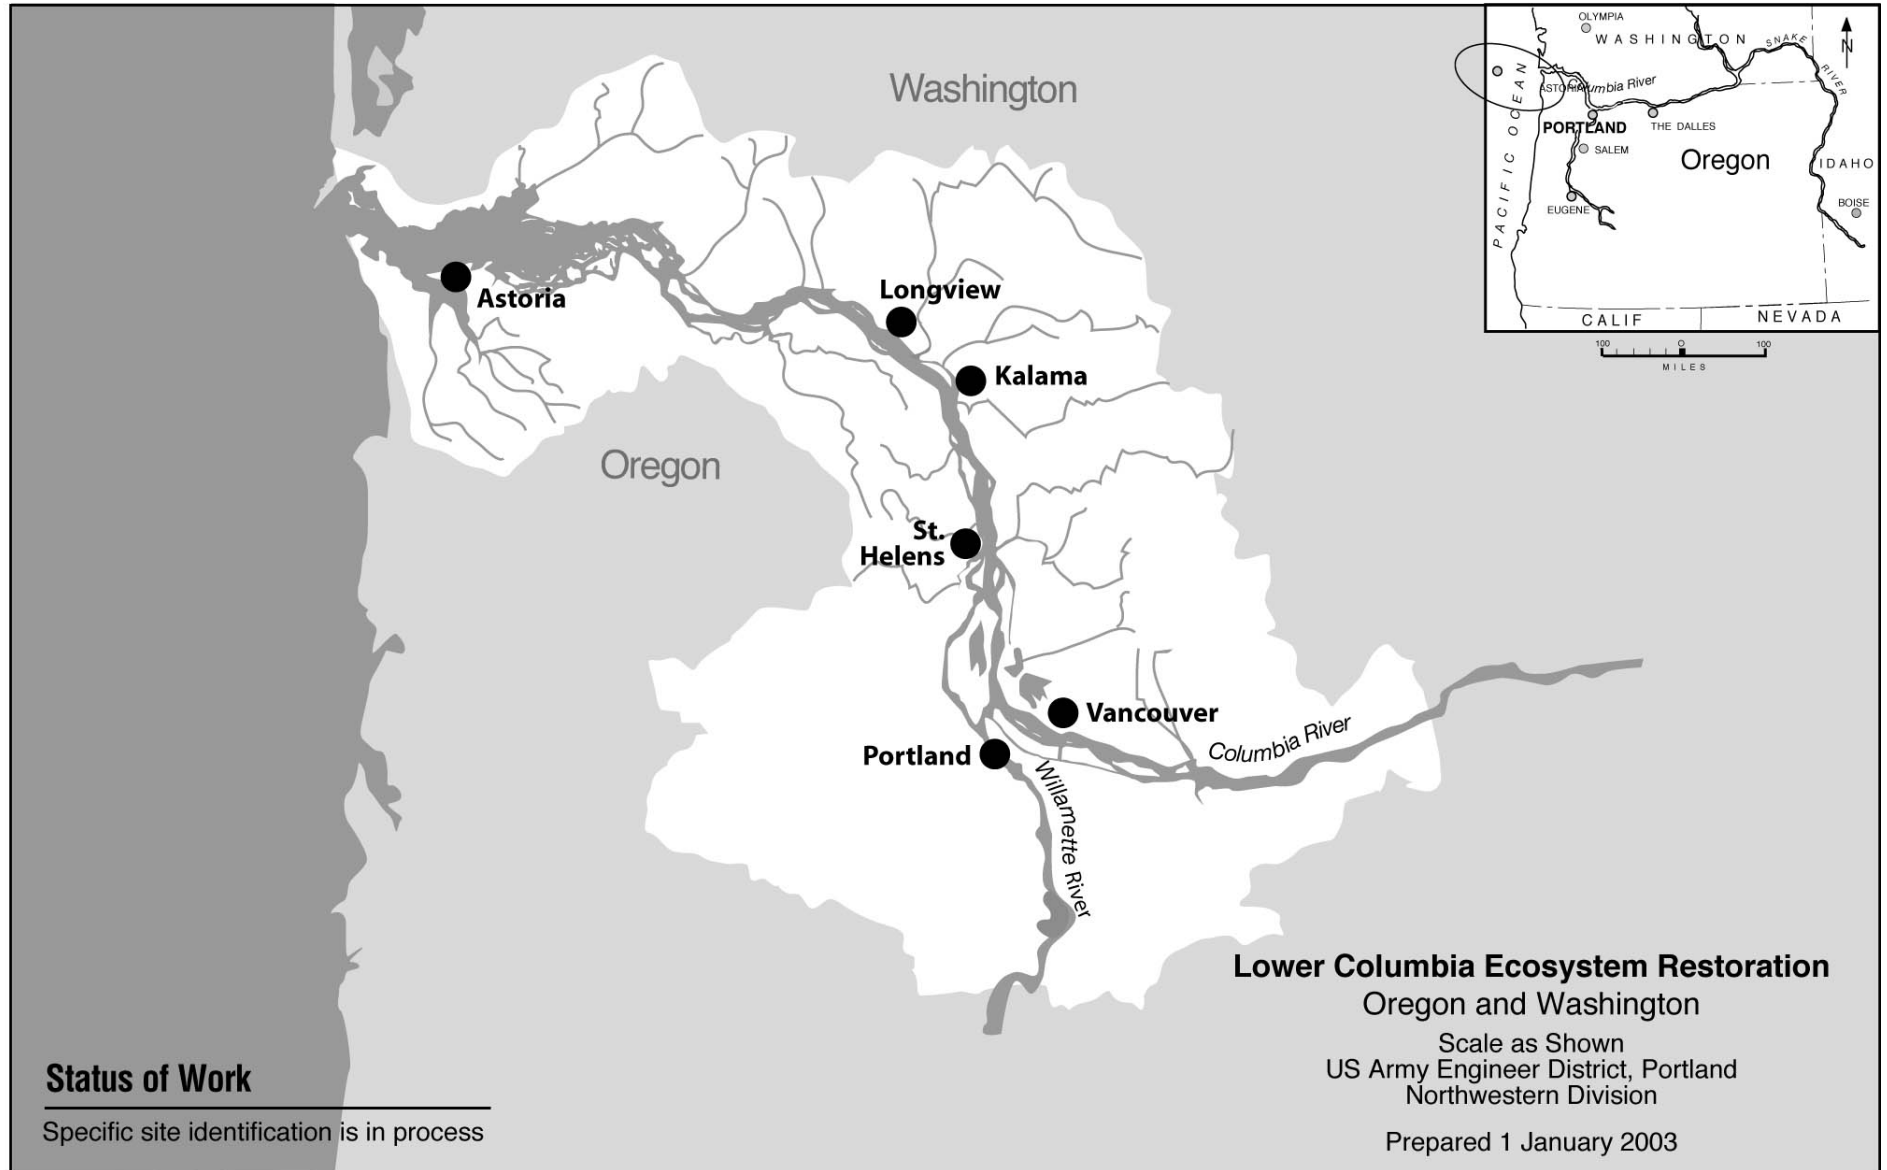 Washington
Oregon
Astoria
Longview
Kalama
St.
Helens
Vancouver
Portland
Columbia River
Willamette River
OLYMPIA
WASHINGTON
SNAKE RIVER
N
ASTORIA
Columbia River
PORTLAND
THE DALLES
SALEM
Oregon
IDAHO
BOISE
EUGENE
PACIFIC OCEAN
CALIF
NEVADA
100 0 100
MILES
Lower Columbia Ecosystem Restoration
Oregon and Washington
Scale as Shown
US Army Engineer District, Portland
Northwestern Division
Prepared 1 January 2003
Status of Work
Specific site identification is in process